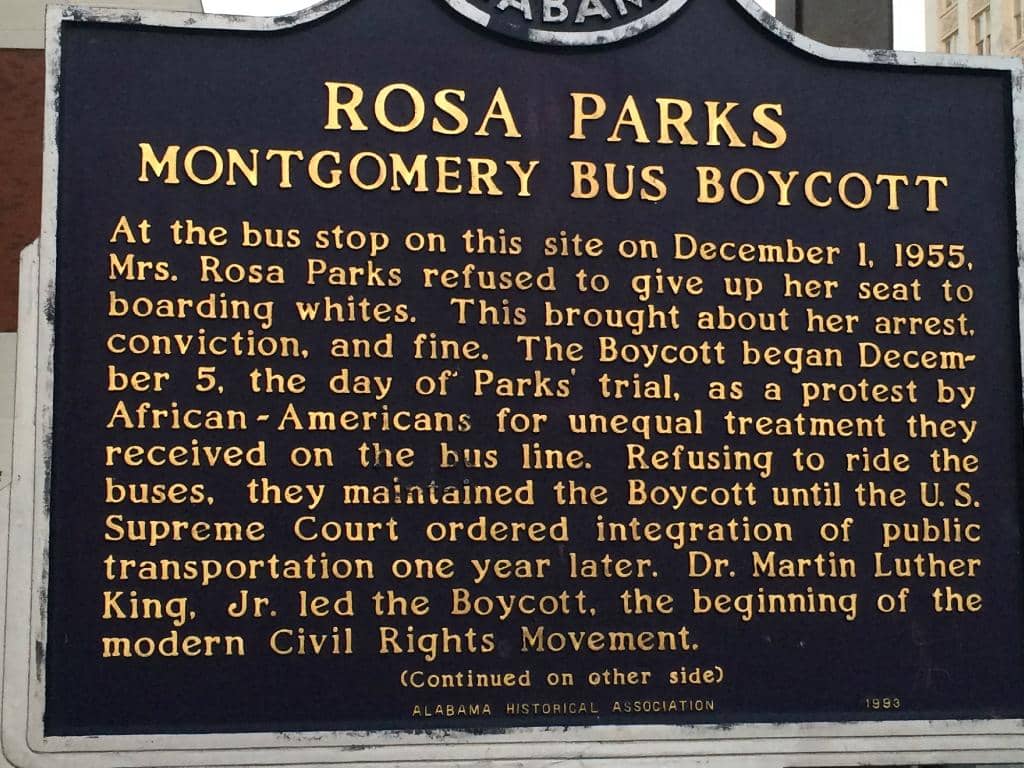 ROSA PARKS
MONTGOMERY BUS BOYCOTT
At the bus stop on this site on December 1, 1955,
Mrs. Rosa Parks refused to give up her seat to
boarding whites. This brought about her arrest,
conviction, and fine. The Boycott began Decem-
ber 5, the day of Parks' trial, as a protest by
African-Americans for unequal treatment they
received on the bus line. Refusing to ride the
buses, they maintained the Boycott until the U.S.
Supreme Court ordered integration of public
transportation one year later. Dr. Martin Luther
King, Jr. led the Boycott, the beginning of the
modern Civil Rights Movement.
(Continued on other side)
ALABAMA HISTORICAL ASSOCIATION 1993